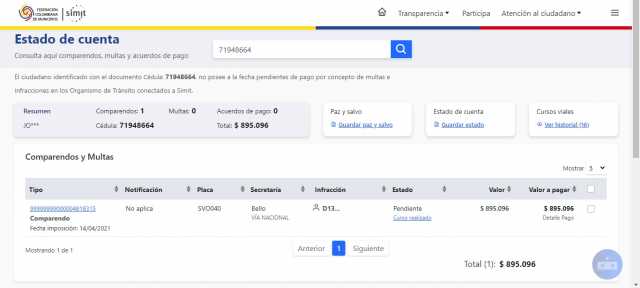 FEDERACIÓN
COLOMBIANA
DE MUNICIPIOS
simit
Transparencia
Participa
Atención al ciudadano
Estado de cuenta
Consulta aquí comparendos, multas y acuerdos de pago
71948664
El ciudadano identificado con el documento Cédula: 71948664, no posee a la fecha pendientes de pago por concepto de multas e
infracciones en los Organismo de Tránsito conectados a Simit.
Resumen
Comparendos: 1
Multas: 0
Acuerdos de pago: 0
JO***
Cédula: 71948664
Total: $ 895.096
Paz y salvo
Guardar paz y salvo
Estado de cuenta
Guardar estado
Cursos viales
Ver historial (16)
Comparendos y Multas
Mostrar 5
Tipo Notificación Placa Secretaría Infracción Estado Valor Valor a pagar
No aplica SVO040 Bello D13... Pendiente $ 895.096 $ 895.096
Comparendo VÍA NACIONAL Curso realizado Detalle Pago
Fecha imposición: 14/04/2021
Mostrando 1 de 1
Anterior 1 Siguiente
Total (1): $ 895.096